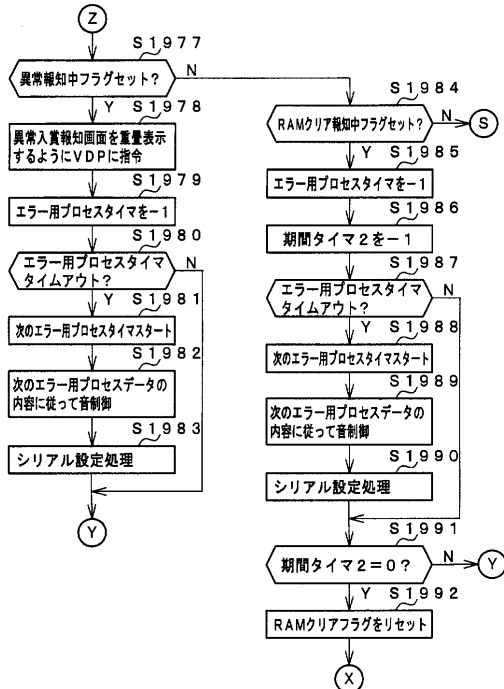 Z
S1977
異常報知中フラグセット?
N
Y
S1978
異常入賞報知画面を重畳表示
するようにVDPに指令
S1979
エラー用プロセスタイマを-1
S1980
エラー用プロセスタイマ
タイムアウト?
N
Y
S1981
次のエラー用プロセスタイマスタート
S1982
次のエラー用プロセスデータの
内容に従って音制御
S1983
シリアル設定処理
Y
S1984
RAMクリア報知中フラグセット?
N
S
Y
S1985
エラー用プロセスタイマを-1
S1986
期間タイマ2を-1
S1987
エラー用プロセスタイマ
タイムアウト?
N
Y
S1988
次のエラー用プロセスタイマスタート
S1989
次のエラー用プロセスデータの
内容に従って音制御
S1990
シリアル設定処理
S1991
期間タイマ2=0?
N
Y
Y
S1992
RAMクリアフラグをリセット
X